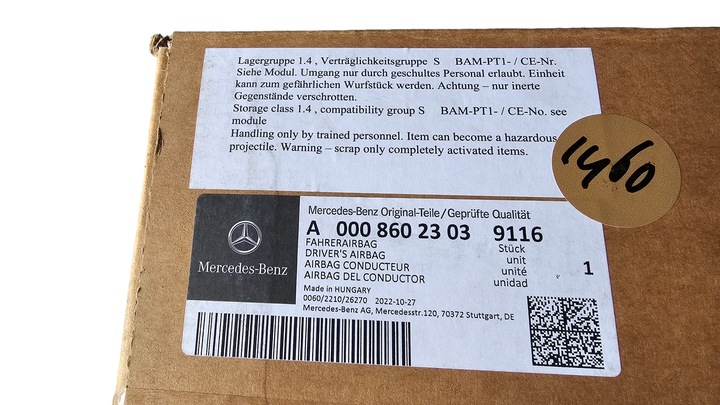 Lagergruppe 1.4 , Verträglichkeitsgruppe S BAM-PT1- / CE-Nr.
Siehe Modul. Umgang nur durch geschultes Personal erlaubt. Einheit
kann zum gefährlichen Wurfstück werden. Achtung – nur inerte
Gegenstände verschrotten.
Storage class 1.4 , compatibility group S BAM-PT1- / CE-No. see
module
Handling only by trained personnel. Item can become a hazardous
projectile. Warning – scrap only completely activated items.
1460
Mercedes-Benz Original-Teile/Geprüfte Qualität
A 000 860 23 03 9116
FAHRERAIRBAG Stück
DRIVER'S AIRBAG unit
AIRBAG CONDUCTEUR unité 1
AIRBAG DEL CONDUCTOR unidad
Mercedes-Benz
Made in HUNGARY
0060/2210/26270 2022-10-27
Mercedes-Benz AG, Mercedesstr.120, 70372 Stuttgart, DE